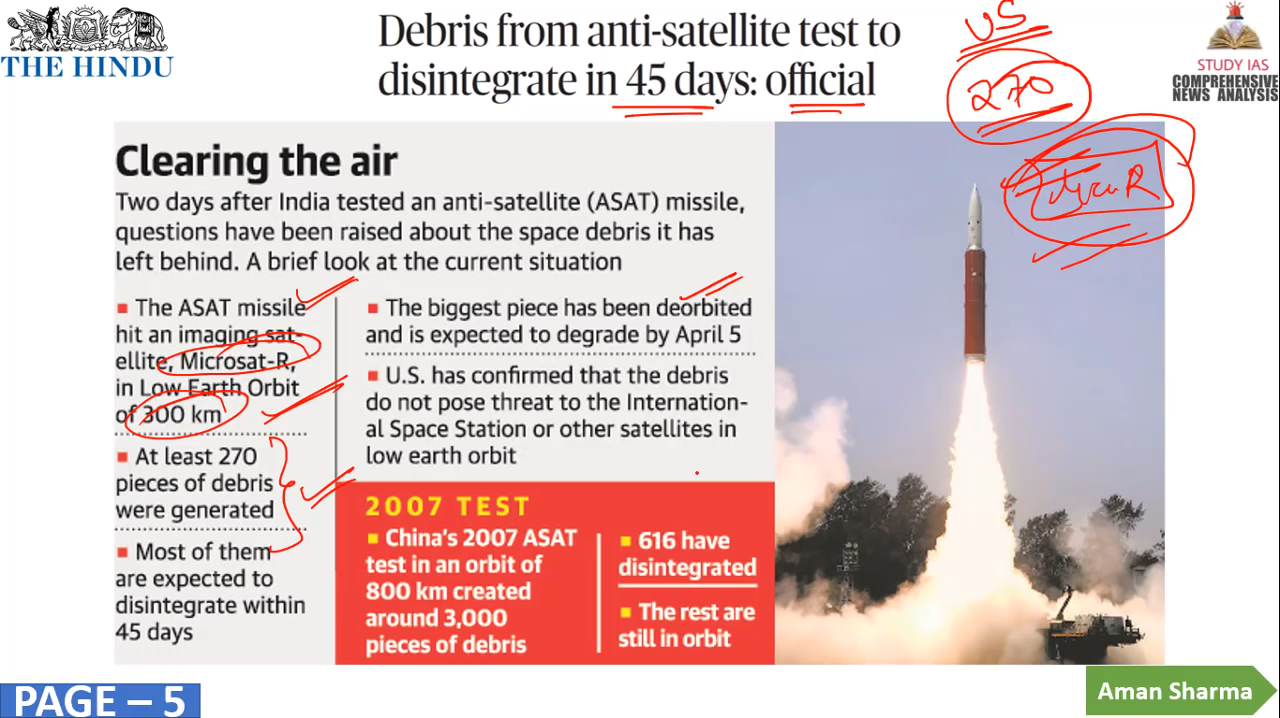 THE HINDU
Debris from anti-satellite test to
disintegrate in 45 days: official
US
270
STUDY IAS
COMPREHENSIVE
NEWS ANALYSIS
Clearing the air
Two days after India tested an anti-satellite (ASAT) missile,
questions have been raised about the space debris it has
left behind. A brief look at the current situation
■ The ASAT missile
hit an imaging sat-
ellite, Microsat-R,
in Low Earth Orbit
of 300 km
■ At least 270
pieces of debris
were generated
■ Most of them
are expected to
disintegrate within
45 days
■ The biggest piece has been deorbited
and is expected to degrade by April 5
■ U.S. has confirmed that the debris
do not pose threat to the Internation-
al Space Station or other satellites in
low earth orbit
2007 TEST
■ China's 2007 ASAT
test in an orbit of
800 km created
around 3,000
pieces of debris
■ 616 have
disintegrated
■ The rest are
still in orbit
PAGE – 5
Aman Sharma